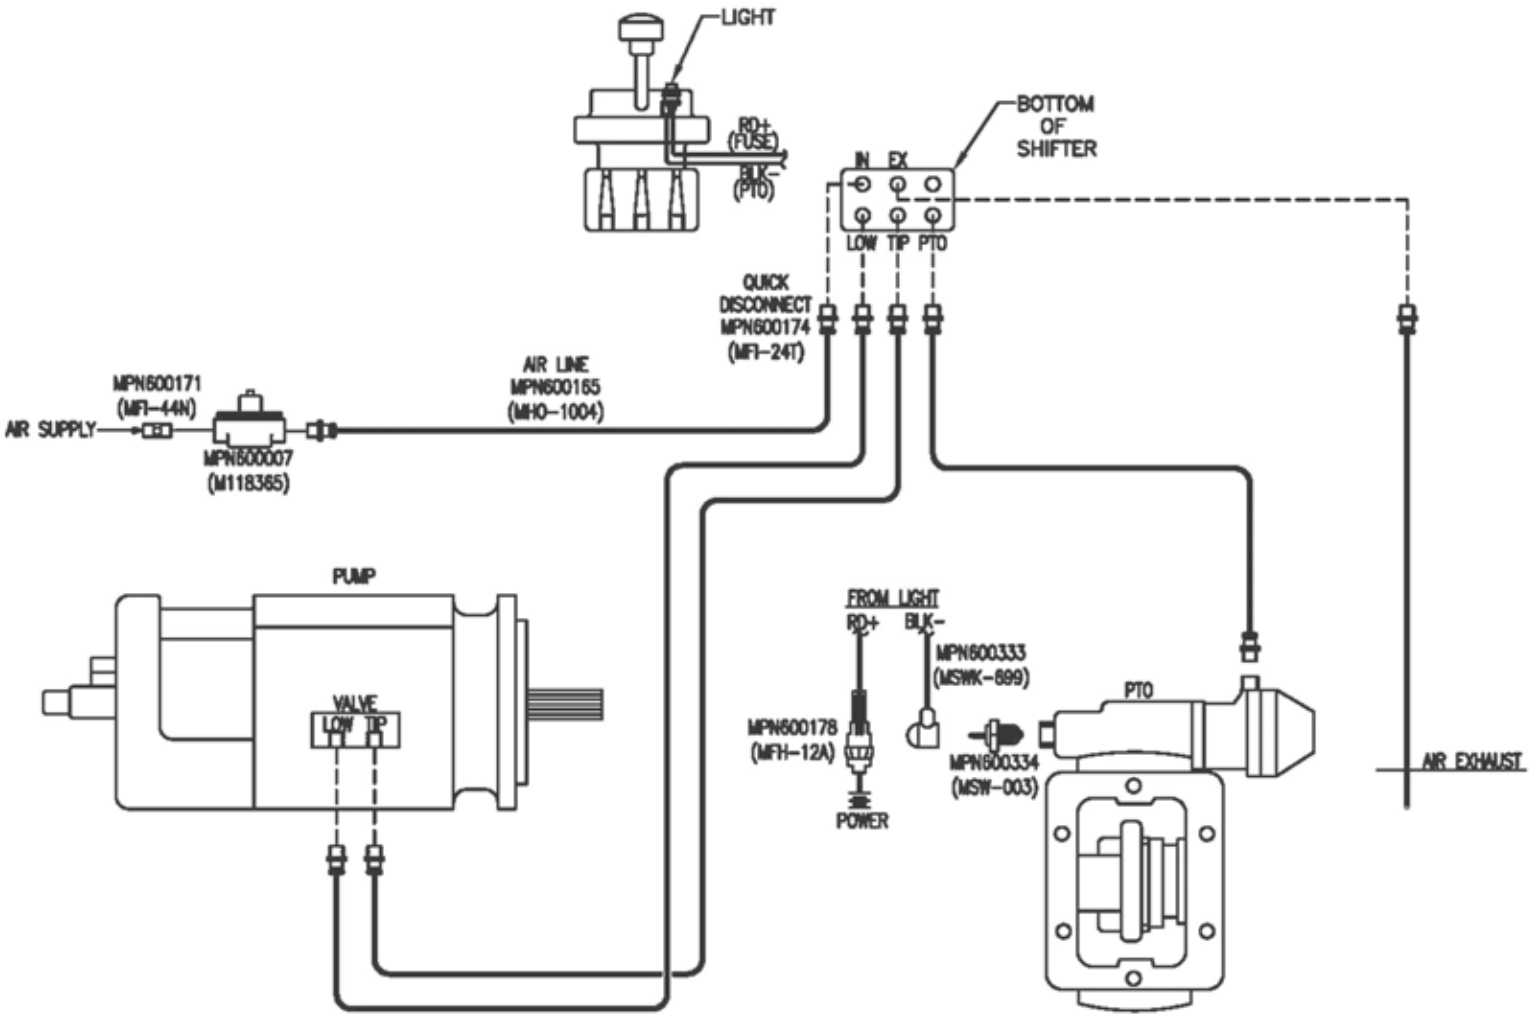 LIGHT
RD+
(FUSE)
BLK-
(PTO)
BOTTOM
OF
SHIFTER
IN EX
LOW TIP PTO
QUICK
DISCONNECT
MPN600174
(MFI-24T)
AIR LINE
MPN600165
(MHO-1004)
MPN600171
(MFI-44N)
AIR SUPPLY
MPN600007
(M118365)
PUMP
VALVE
LOW TIP
FROM LIGHT
RD+ BLK-
MPN600333
(MSWK-699)
MPN600178
(MFH-12A)
POWER
MPN600334
(MSW-003)
PTO
AIR EXHAUST